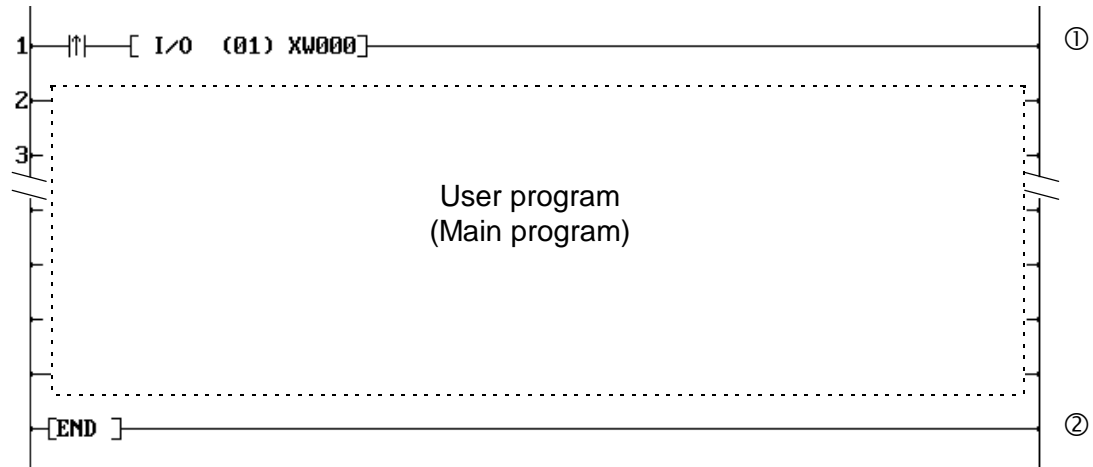 1 ↑ [ I/O (01) XW000] ①
2
3
User program
(Main program)
[END ] ②